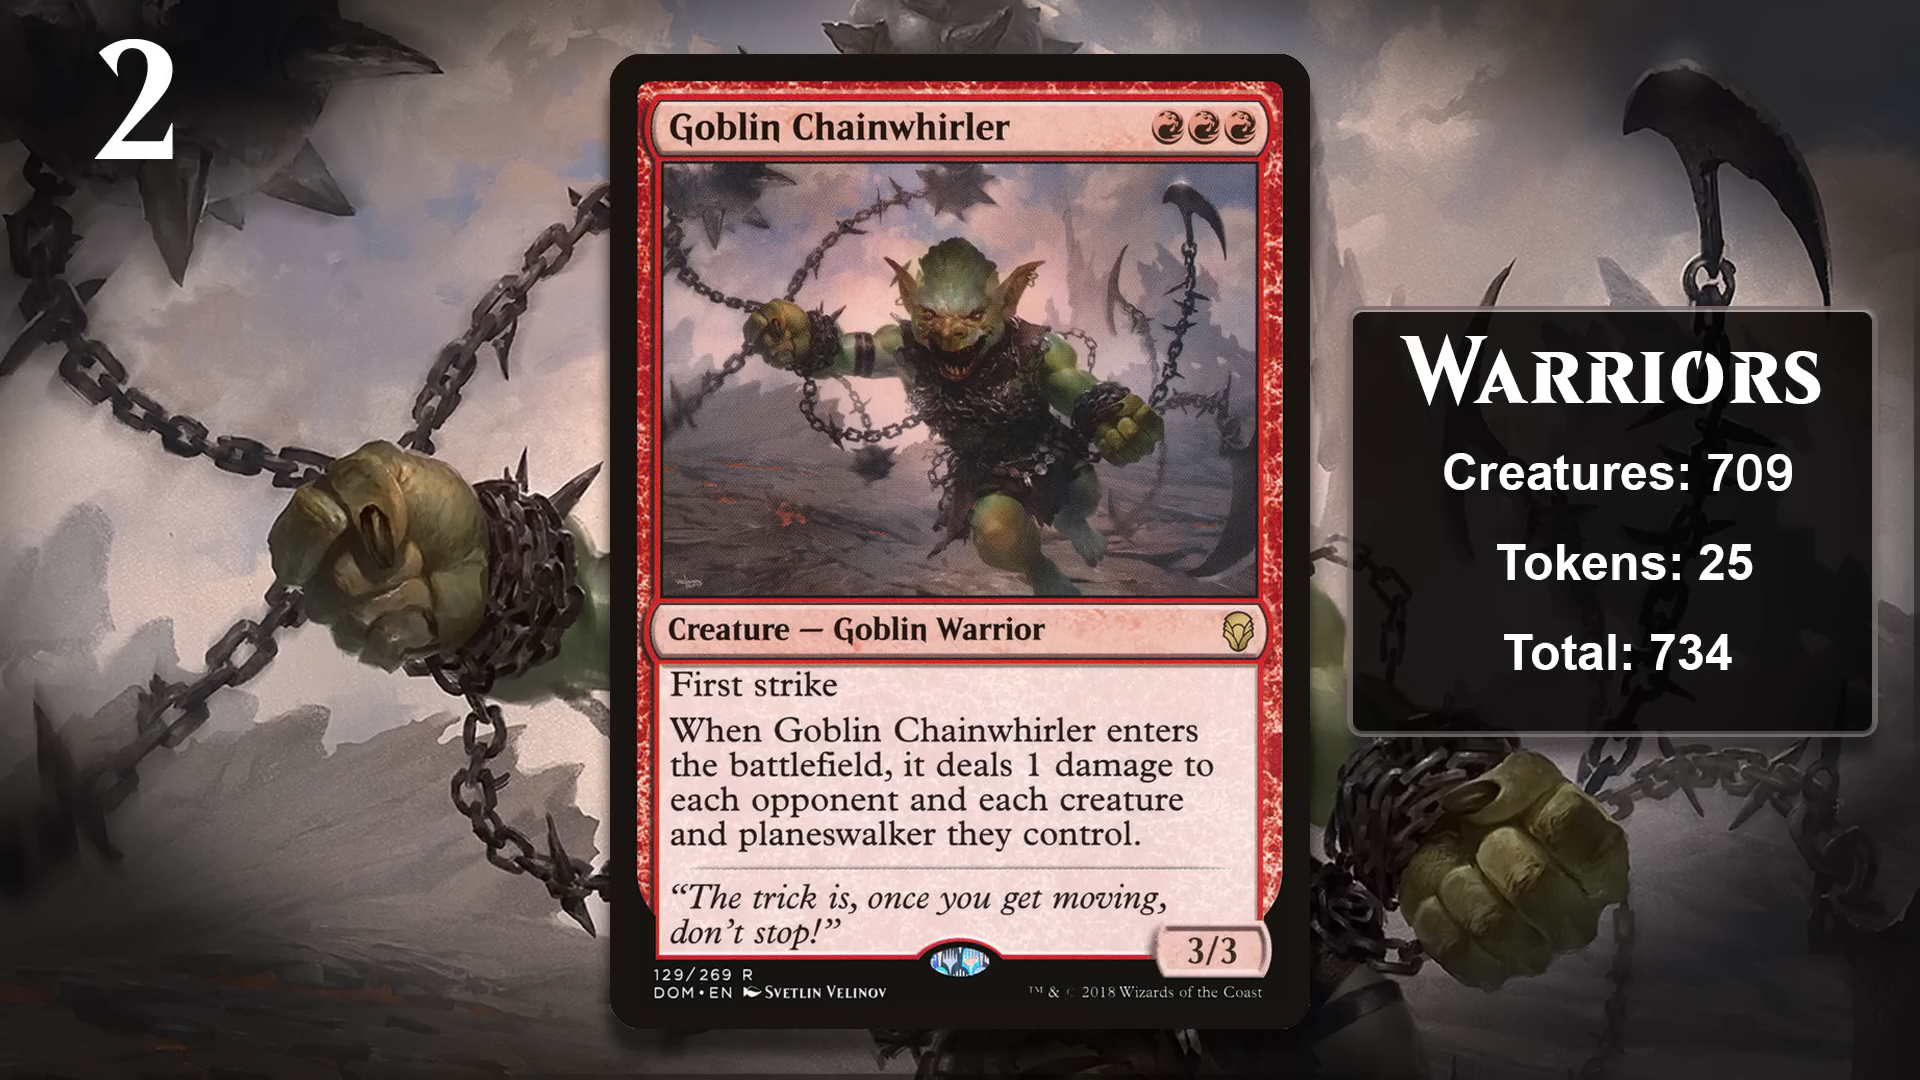 2
Goblin Chainwhirler
Creature — Goblin Warrior
First strike
When Goblin Chainwhirler enters
the battlefield, it deals 1 damage to
each opponent and each creature
and planeswalker they control.
“The trick is, once you get moving,
don’t stop!”
3/3
129/269 R
DOM • EN Svetlin Velinov
™ & © 2018 Wizards of the Coast
Warriors
Creatures: 709
Tokens: 25
Total: 734